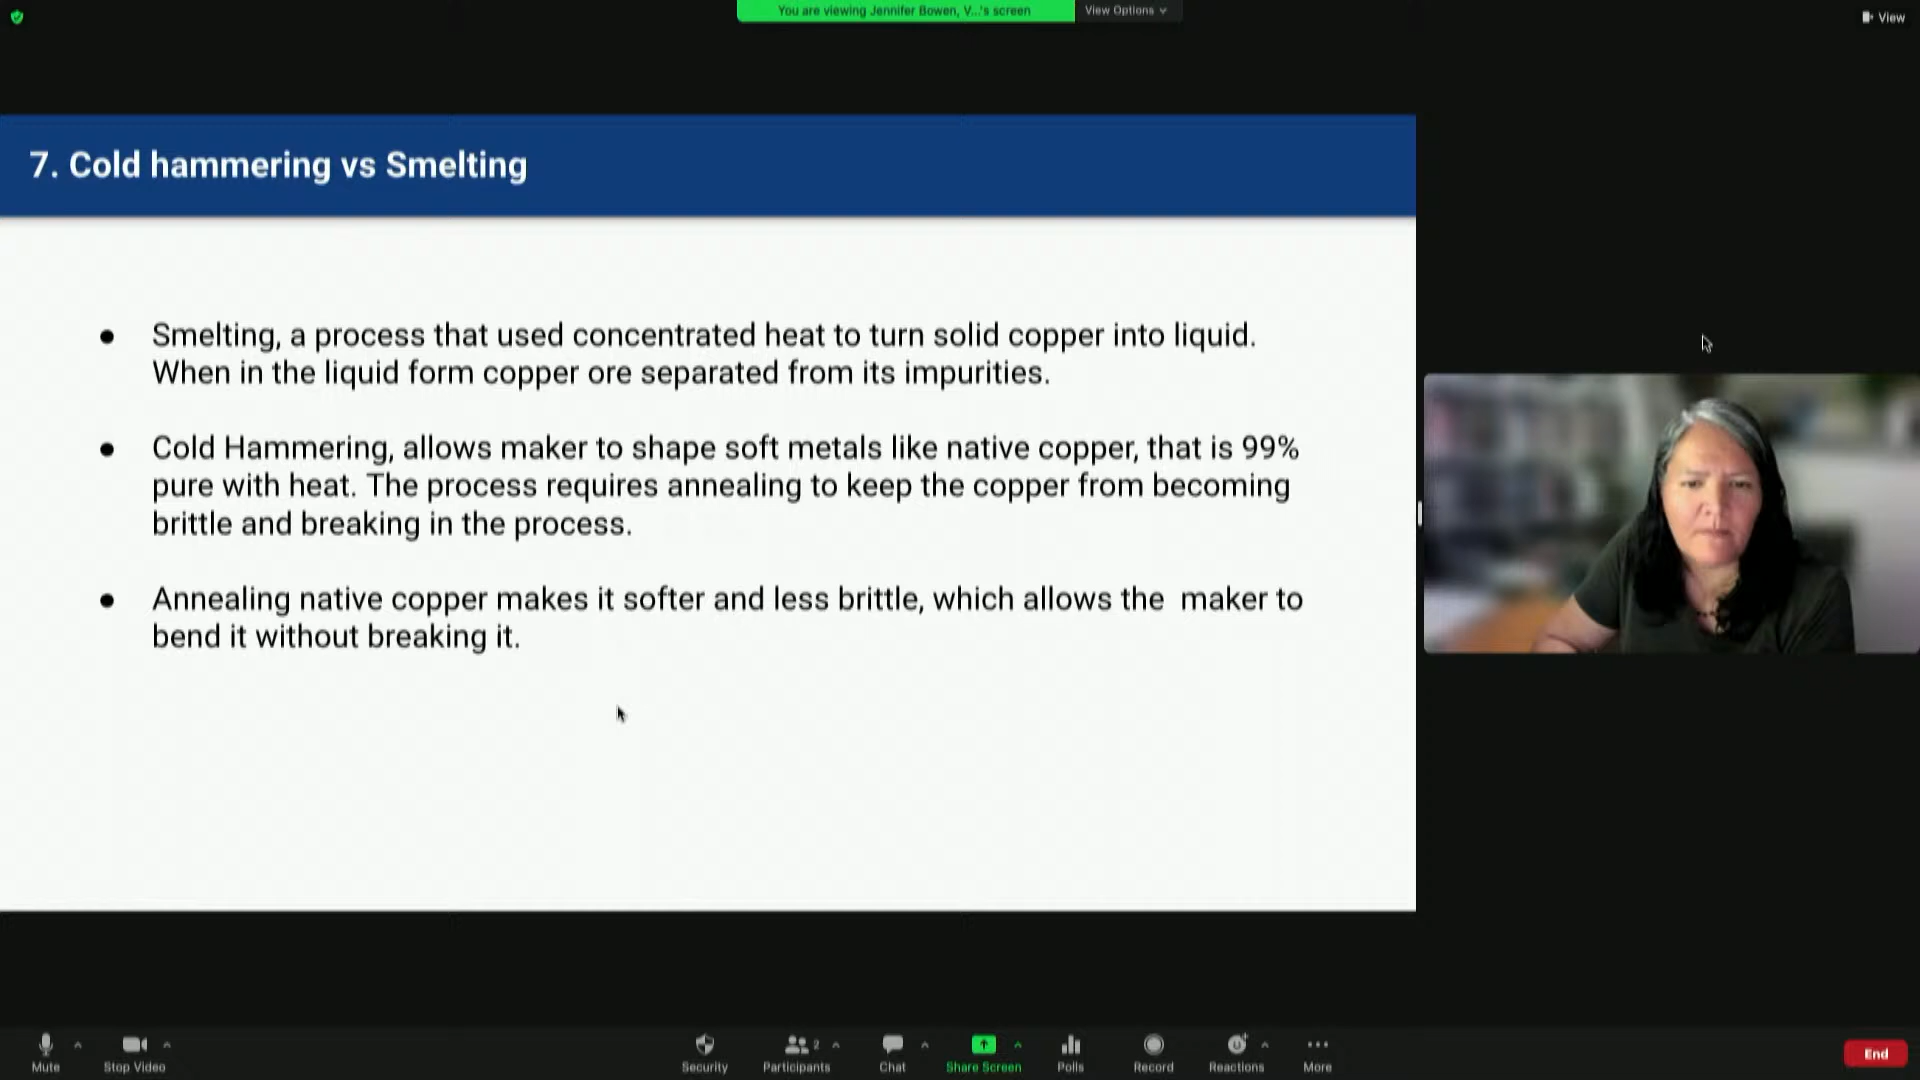 You are viewing Jennifer Bowen, V...'s screen
View Options
View
7. Cold hammering vs Smelting
● Smelting, a process that used concentrated heat to turn solid copper into liquid.
When in the liquid form copper ore separated from its impurities.
● Cold Hammering, allows maker to shape soft metals like native copper, that is 99%
pure with heat. The process requires annealing to keep the copper from becoming
brittle and breaking in the process.
● Annealing native copper makes it softer and less brittle, which allows the maker to
bend it without breaking it.
2
Mute Stop Video Security Participants Chat Share Screen Polls Record Reactions More End